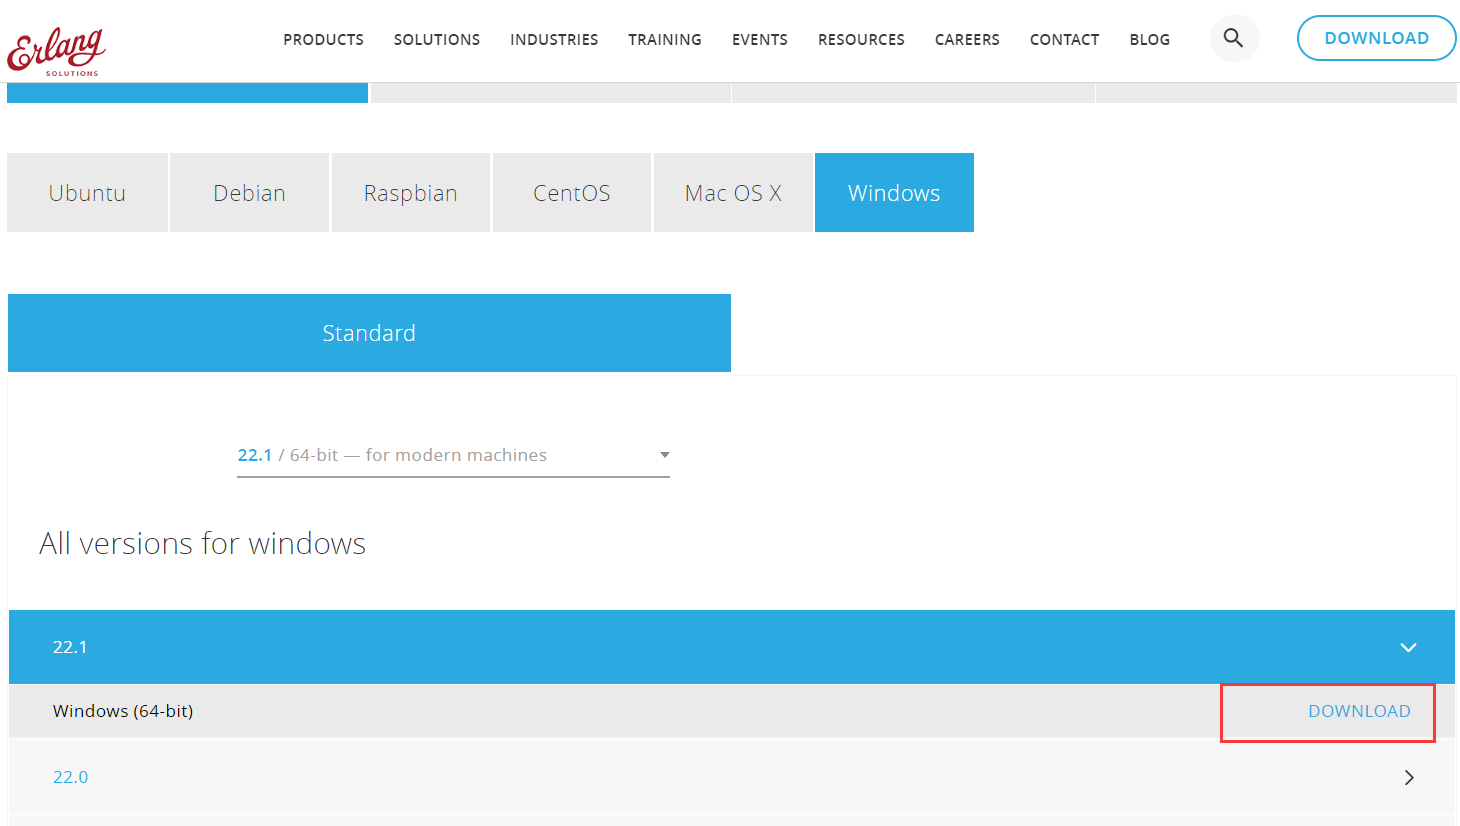 Erlang
SOLUTIONS
PRODUCTS SOLUTIONS INDUSTRIES TRAINING EVENTS RESOURCES CAREERS CONTACT BLOG DOWNLOAD
Ubuntu Debian Raspbian CentOS Mac OS X Windows
Standard
22.1 / 64-bit — for modern machines
All versions for windows
22.1
Windows (64-bit) DOWNLOAD
22.0